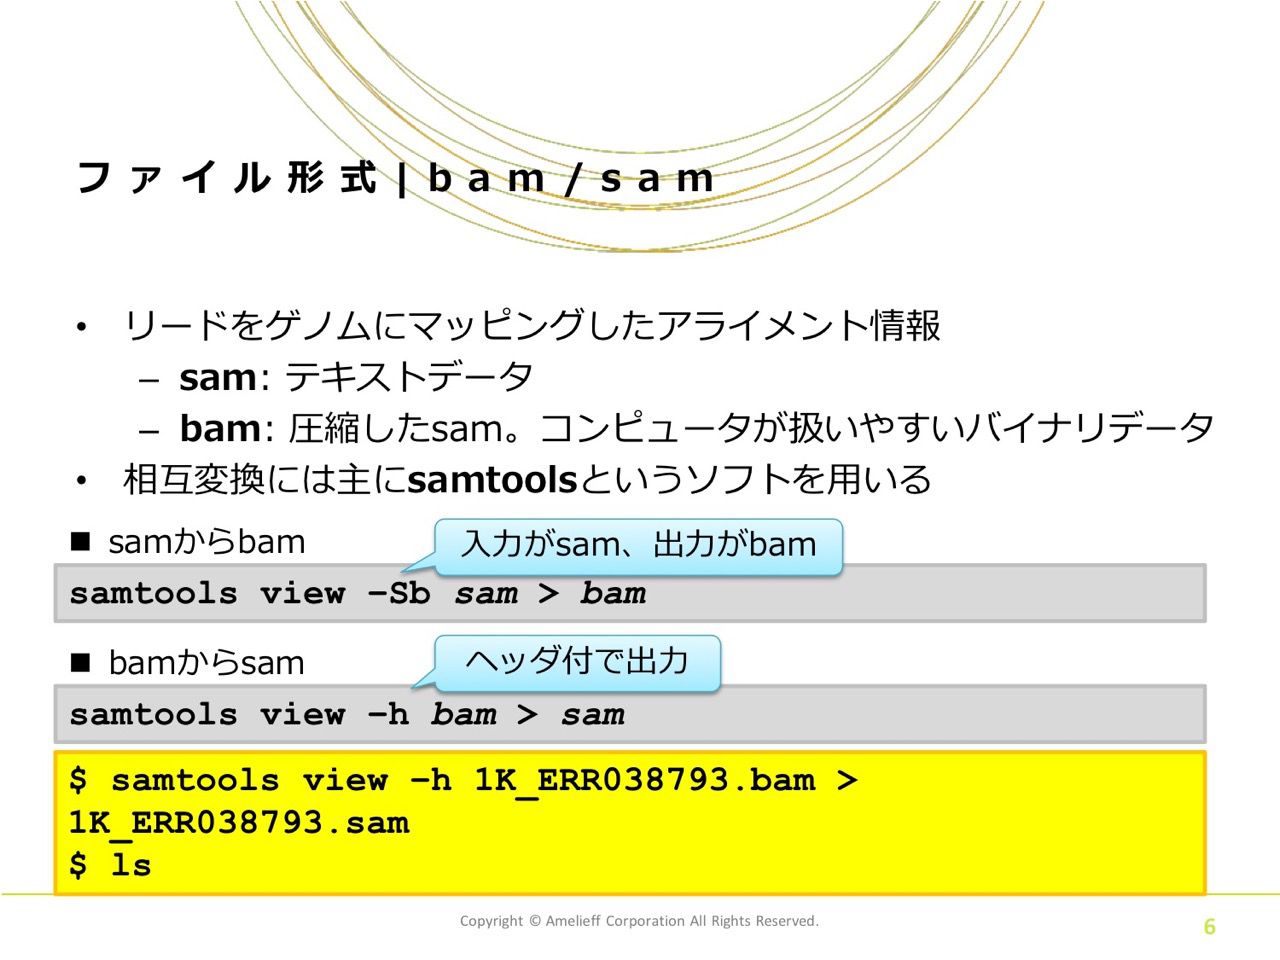 ファイル形式|bam/sam
• リードをゲノムにマッピングしたアライメント情報
– sam: テキストデータ
– bam: 圧縮したsam。コンピュータが扱いやすいバイナリデータ
• 相互変換には主にsamtoolsというソフトを用いる
■ samからbam
入力がsam、出力がbam
samtools view –Sb sam > bam
■ bamからsam
ヘッダ付で出力
samtools view –h bam > sam
$ samtools view –h 1K_ERR038793.bam >
1K_ERR038793.sam
$ ls
Copyright © Amelieff Corporation All Rights Reserved.
6